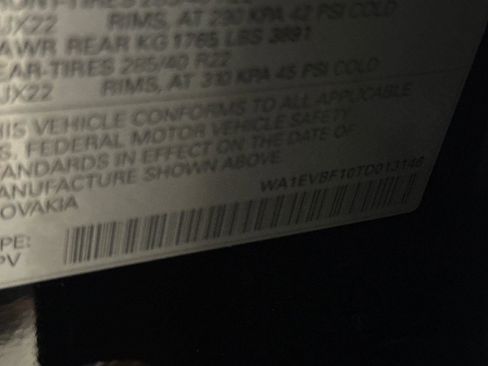 RIMS, AT 290 KPA 42 PSI COLD
AWR REAR KG 1765 LBS 3891
EAR-TIRES 285/40 R22
JX22 RIMS, AT 310 KPA 45 PSI COLD
HIS VEHICLE CONFORMS TO ALL APPLICABLE
S. FEDERAL MOTOR VEHICLE SAFETY
ANDARDS IN EFFECT ON THE DATE OF
ANUFACTURE SHOWN ABOVE.
WA1EVBF10TD013146
OVAKIA
PE:
PV